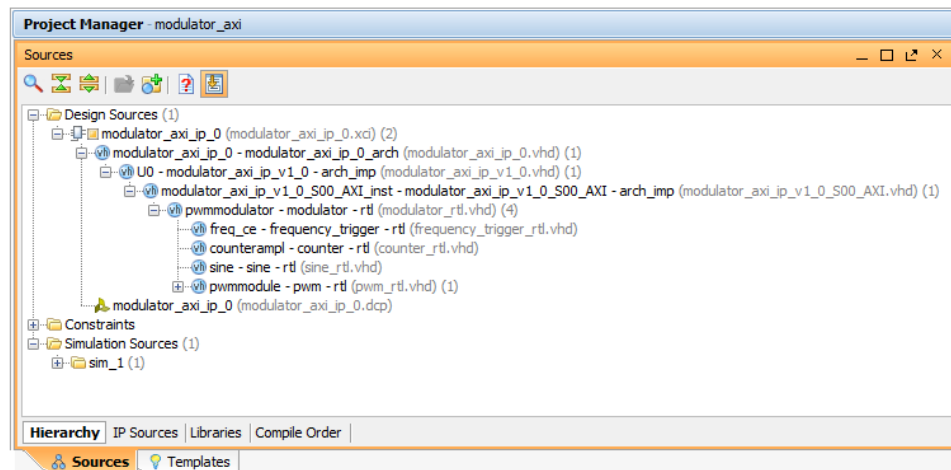 Project Manager - modulator_axi
Sources
Design Sources (1)
modulator_axi_ip_0 (modulator_axi_ip_0.xci) (2)
modulator_axi_ip_0 - modulator_axi_ip_0_arch (modulator_axi_ip_0.vhd) (1)
U0 - modulator_axi_ip_v1_0 - arch_imp (modulator_axi_ip_v1_0.vhd) (1)
modulator_axi_ip_v1_0_S00_AXI_inst - modulator_axi_ip_v1_0_S00_AXI - arch_imp (modulator_axi_ip_v1_0_S00_AXI.vhd) (1)
pwmmodulator - modulator - rtl (modulator_rtl.vhd) (4)
freq_ce - frequency_trigger - rtl (frequency_trigger_rtl.vhd)
counterampl - counter - rtl (counter_rtl.vhd)
sine - sine - rtl (sine_rtl.vhd)
pwmmodule - pwm - rtl (pwm_rtl.vhd) (1)
modulator_axi_ip_0 (modulator_axi_ip_0.dcp)
Constraints
Simulation Sources (1)
sim_1 (1)
Hierarchy IP Sources Libraries Compile Order
Sources Templates